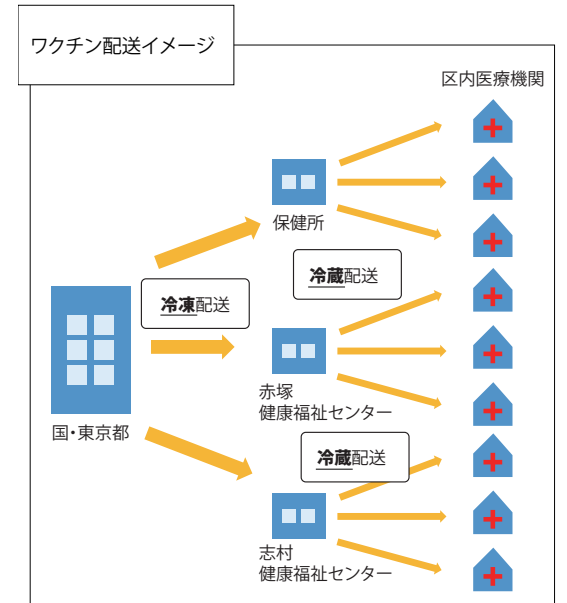 ワクチン配送イメージ
区内医療機関
保健所
冷蔵配送
冷凍配送
赤塚
健康福祉センター
国・東京都
冷蔵配送
志村
健康福祉センター